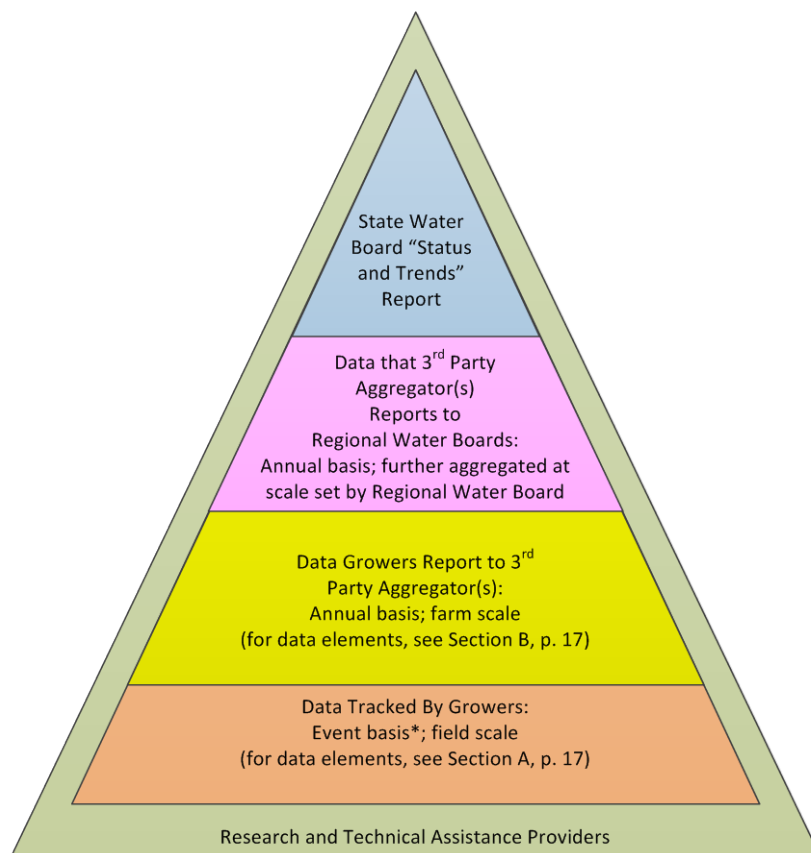 State Water
Board “Status
and Trends”
Report
Data that 3rd Party
Aggregator(s)
Reports to
Regional Water Boards:
Annual basis; further aggregated at
scale set by Regional Water Board
Data Growers Report to 3rd
Party Aggregator(s):
Annual basis; farm scale
(for data elements, see Section B, p. 17)
Data Tracked By Growers:
Event basis*; field scale
(for data elements, see Section A, p. 17)
Research and Technical Assistance Providers